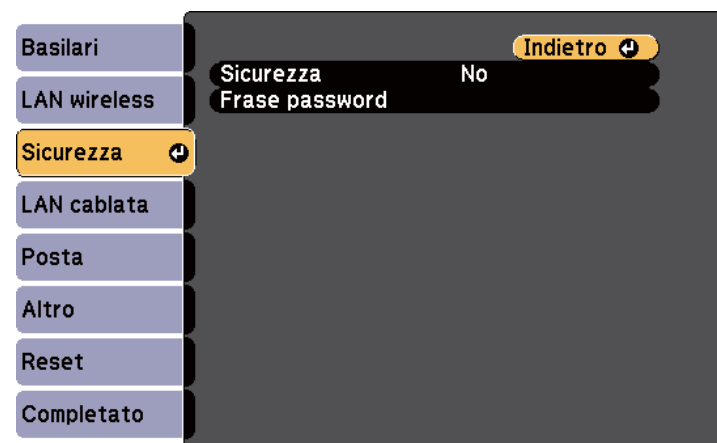 Basilari
LAN wireless
Sicurezza
LAN cablata
Posta
Altro
Reset
Completato
Indietro
Sicurezza No
Frase password